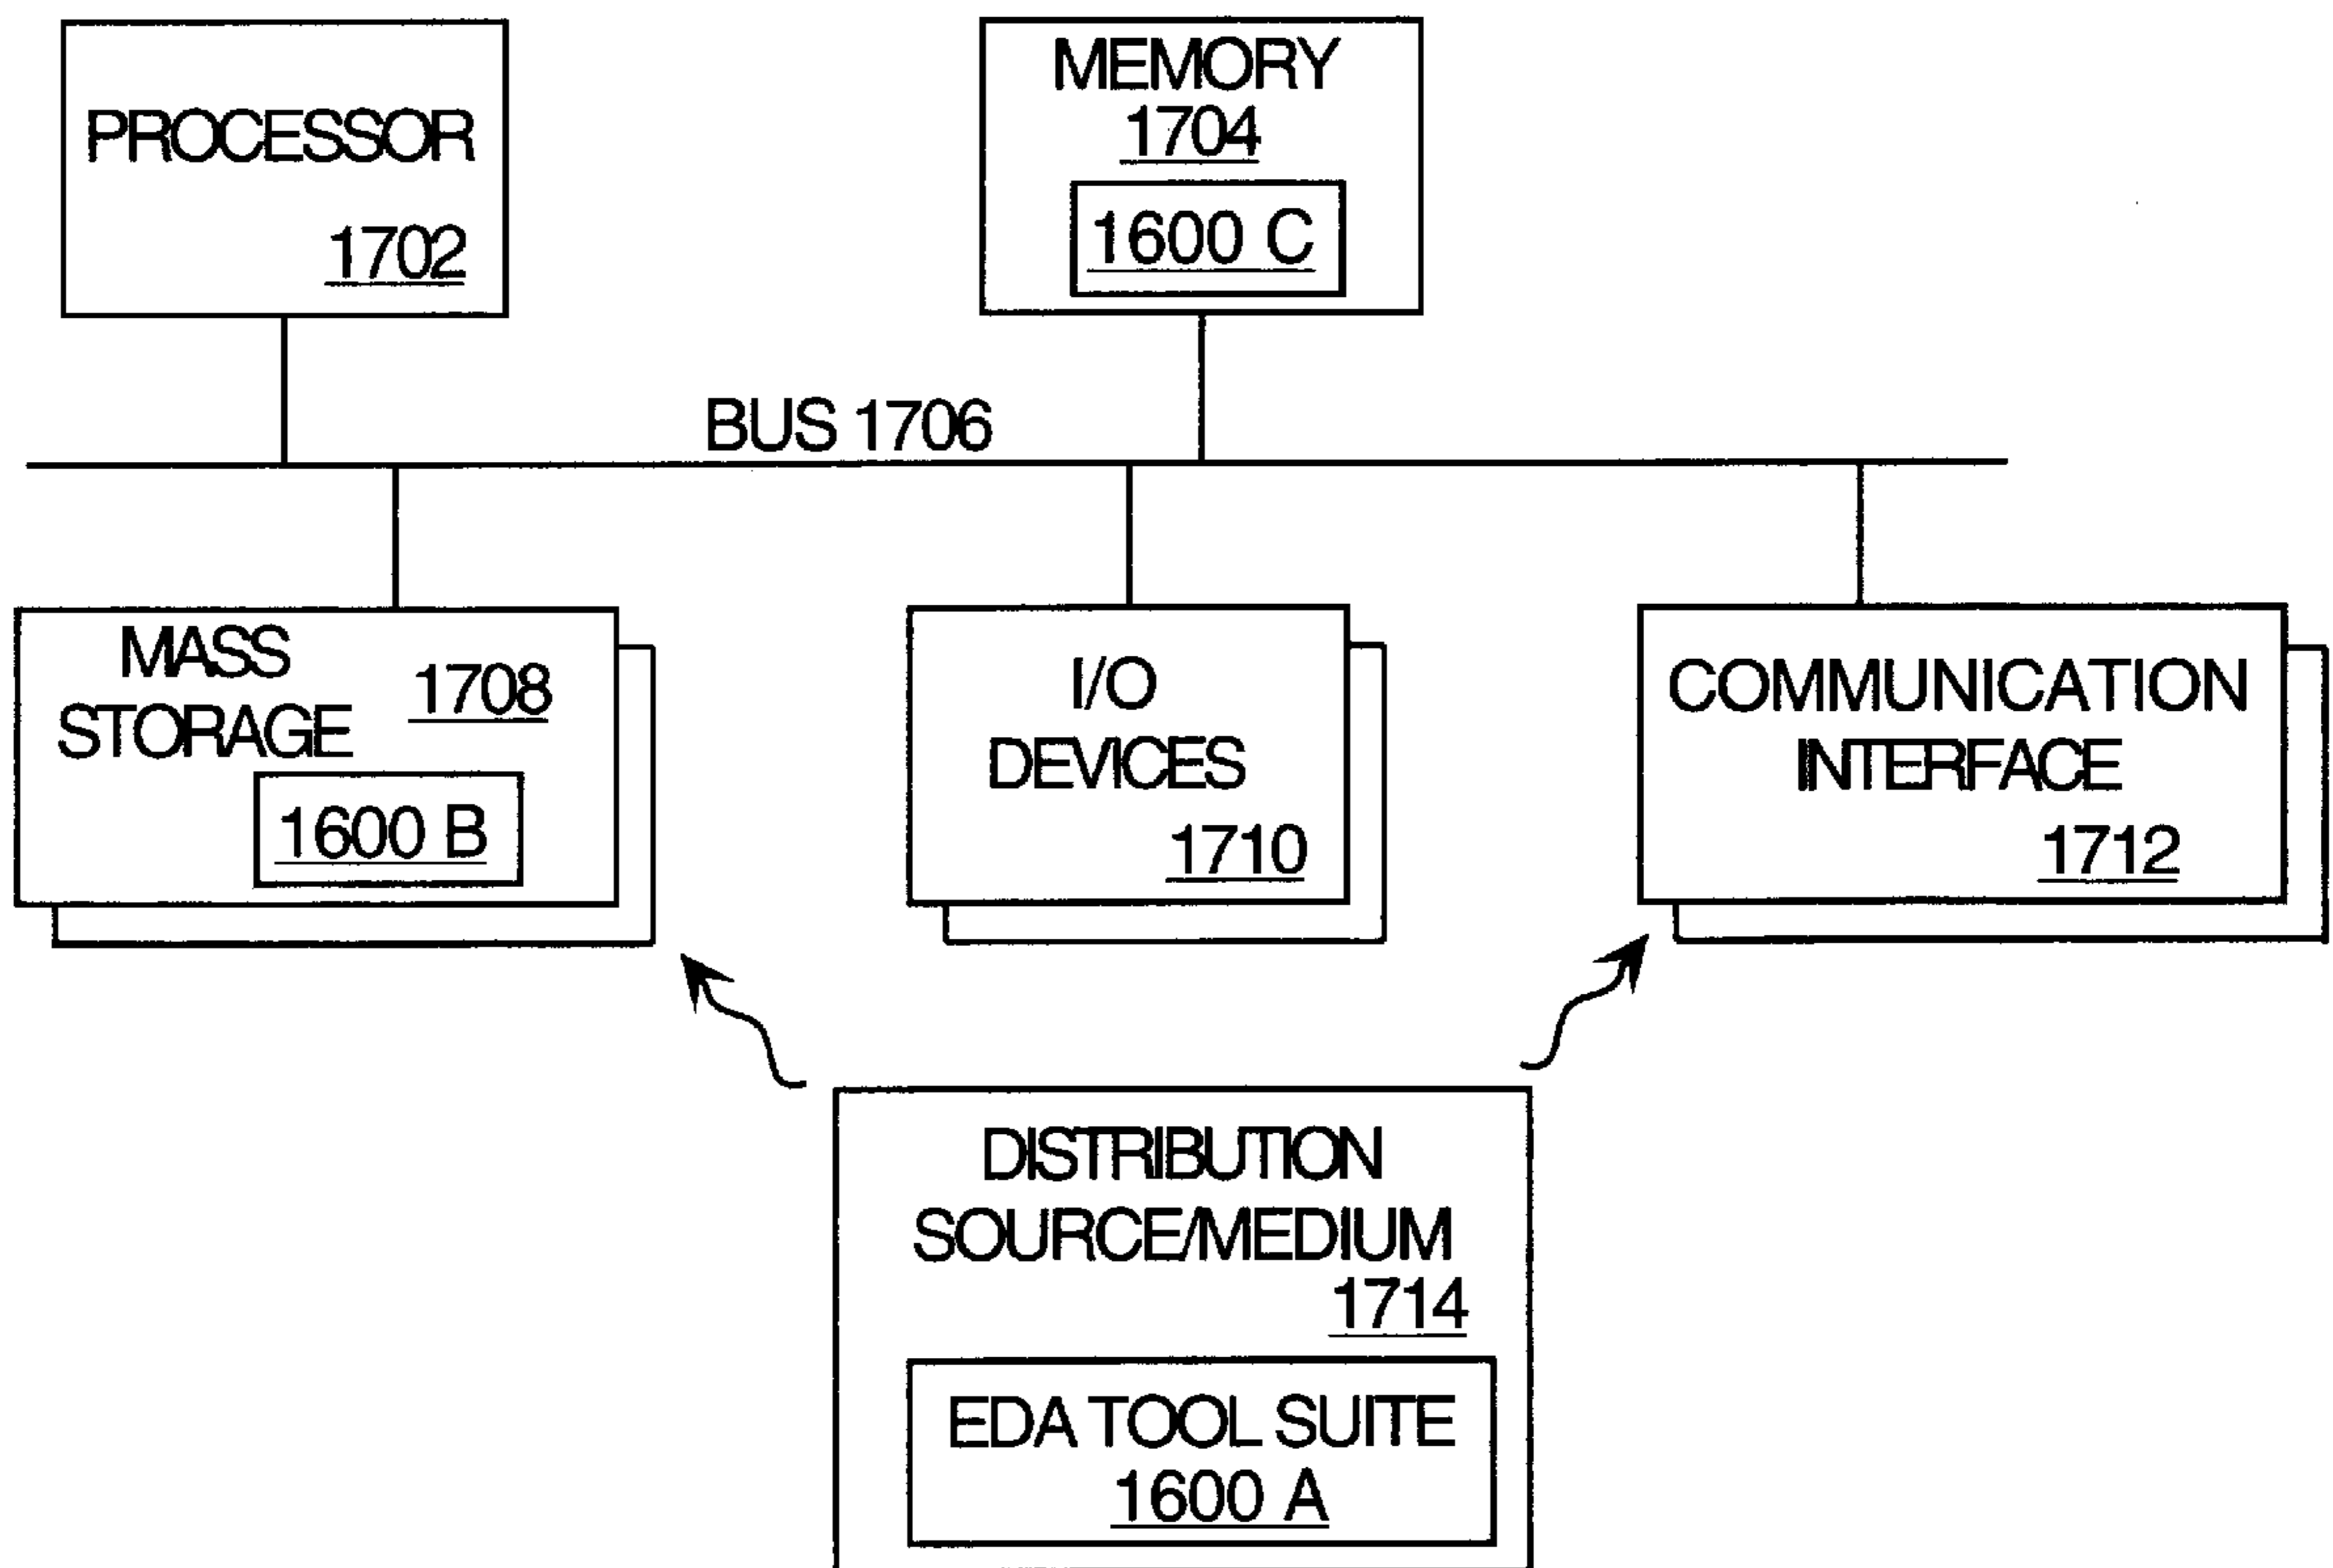 PROCESSOR
1702
MEMORY
1704
1600 C
BUS 1706
MASS
STORAGE
1708
1600 B
I/O
DEVICES
1710
COMMUNICATION
INTERFACE
1712
DISTRIBUTION
SOURCE/MEDIUM
1714
EDA TOOL SUITE
1600 A